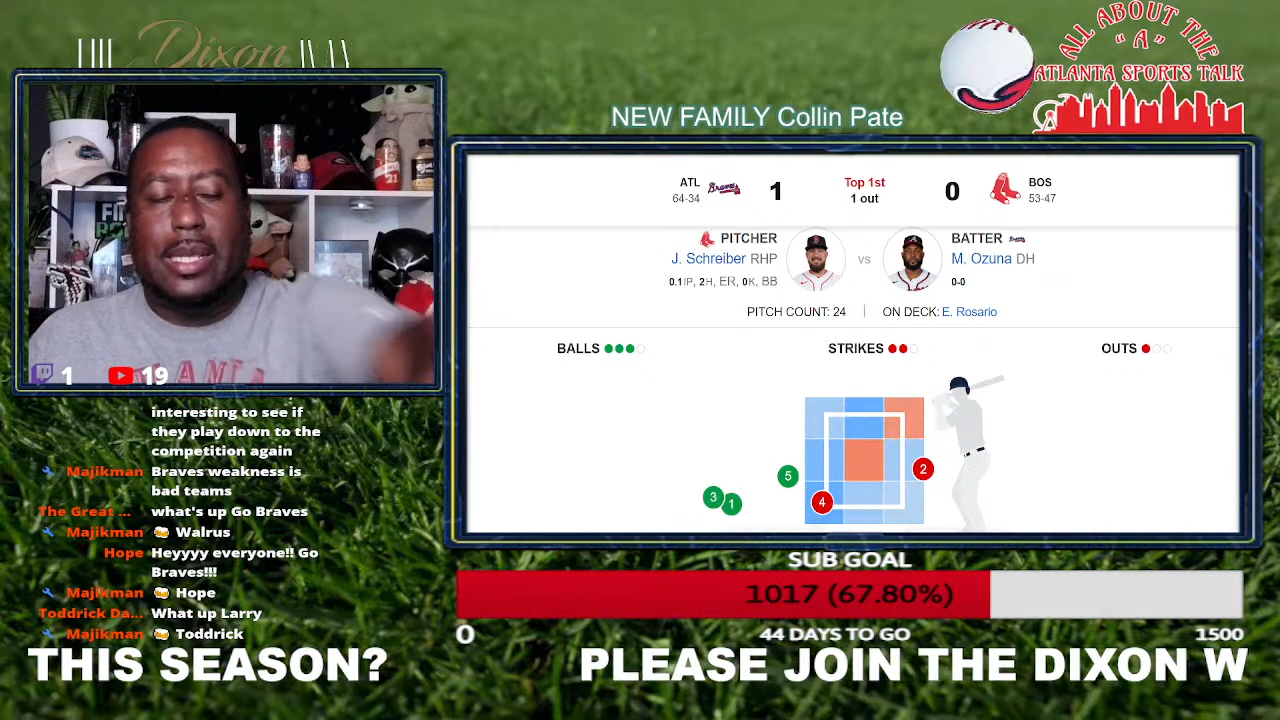 Dixon
ALL ABOUT THE
"A"
ATLANTA SPORTS TALK
NEW FAMILY Collin Pate
ATL
64-34
Braves
1
Top 1st
1 out
0
BOS
53-47
PITCHER
J. Schreiber RHP
0.1IP, 2H, ER, 0K, BB
vs
BATTER
M. Ozuna DH
0-0
PITCH COUNT: 24
ON DECK: E. Rosario
BALLS
STRIKES
OUTS
5
3
1
4
2
1
19
interesting to see if
they play down to the
competition again
Majikman Braves weakness is
bad teams
The Great ... what's up Go Braves
Majikman 🍻 Walrus
Hope Heyyyy everyone!! Go
Braves!!!
Majikman 🍻 Hope
Toddrick Da... What up Larry
Majikman 🍻 Toddrick
SUB GOAL
1017 (67.80%)
0
44 DAYS TO GO
1500
THIS SEASON?
PLEASE JOIN THE DIXON W